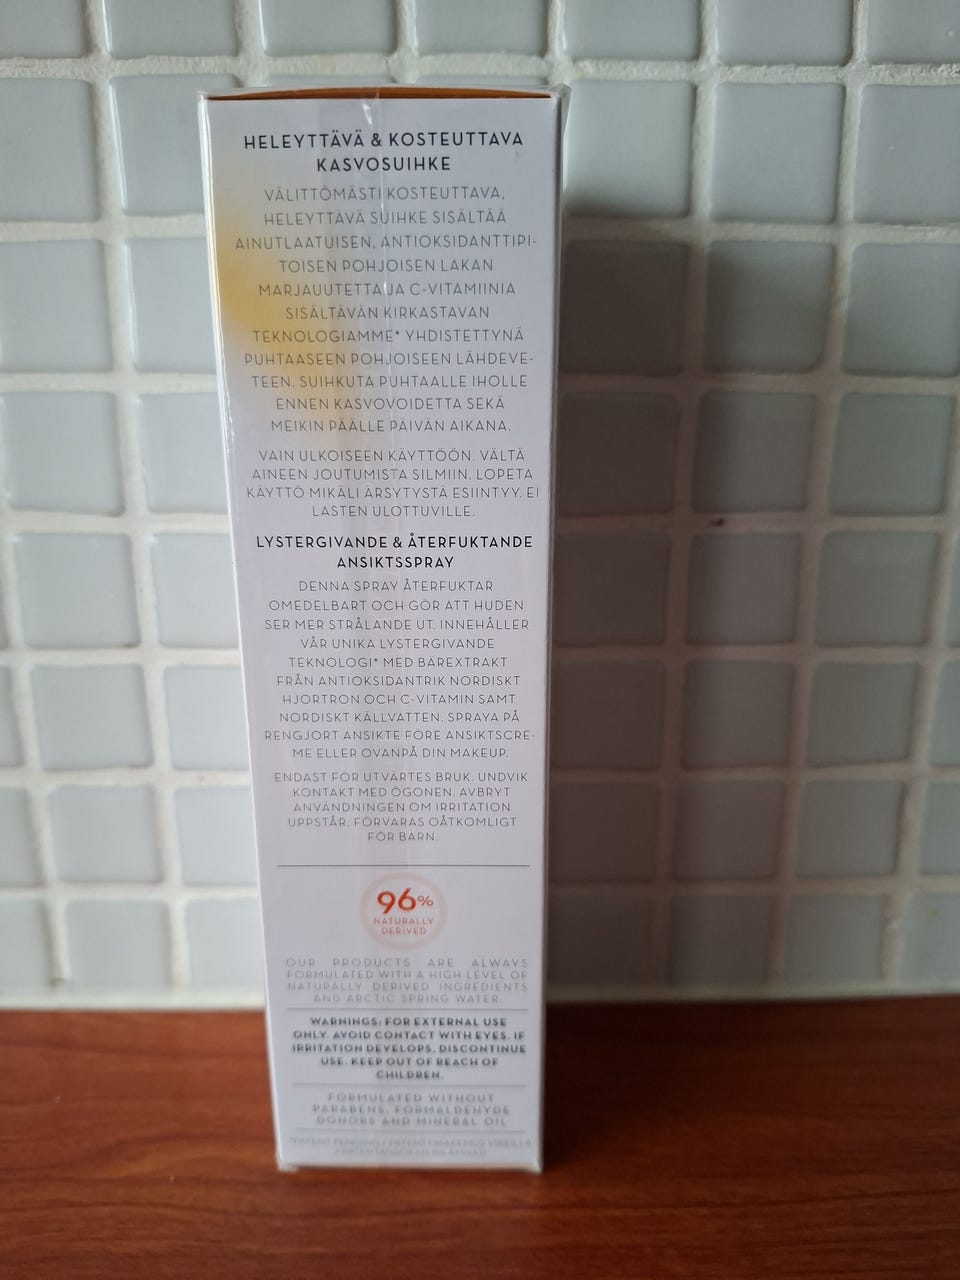 HELEYTTÄVÄ & KOSTEUTTAVA
KASVOSUIHKE
VÄLITTÖMÄSTI KOSTEUTTAVA,
HELEYTTÄVÄ SUIHKE SISÄLTÄÄ
AINUTLAATUISEN, ANTIOKSIDANTTIPI-
TOISEN POHJOISEN LAKAN
MARJAUUTETTA JA C-VITAMIINIA
SISÄLTÄVÄN KIRKASTAVAN
TEKNOLOGIAMME* YHDISTETTYNÄ
PUHTAASEEN POHJOISEEN LÄHDEVE-
TEEN. SUIHKUTA PUHTAALLE IHOLLE
ENNEN KASVOVOIDETTA SEKÄ
MEIKIN PÄÄLLE PÄIVÄN AIKANA.
VAIN ULKOISEEN KÄYTTÖÖN. VÄLTÄ
AINEEN JOUTUMISTA SILMIIN. LOPETA
KÄYTTÖ MIKÄLI ÄRSYTYSTÄ ESIINTYY. EI
LASTEN ULOTTUVILLE.
LYSTERGIVANDE & ÅTERFUKTANDE
ANSIKTSSPRAY
DENNA SPRAY ÅTERFUKTAR
OMEDELBART OCH GÖR ATT HUDEN
SER MER STRÅLANDE UT. INNEHÅLLER
VÅR UNIKA LYSTERGIVANDE
TEKNOLOGI* MED BÄREXTRAKT
FRÅN ANTIOKSIDANTRIK NORDISKT
HJORTRON OCH C-VITAMIN SAMT
NORDISKT KÄLLVATTEN. SPRAYA PÅ
RENGJORT ANSIKTE FÖRE ANSIKTSCRE-
ME ELLER OVANPÅ DIN MAKEUP.
ENDAST FÖR UTVÄRTES BRUK. UNDVIK
KONTAKT MED ÖGONEN. AVBRYT
ANVÄNDNINGEN OM IRRITATION
UPPSTÅR. FÖRVARAS OÅTKOMLIGT
FÖR BARN.
96%
NATURALLY
DERIVED
OUR PRODUCTS ARE ALWAYS
FORMULATED WITH A HIGH LEVEL OF
NATURALLY DERIVED INGREDIENTS
AND ARCTIC SPRING WATER.
WARNINGS: FOR EXTERNAL USE
ONLY. AVOID CONTACT WITH EYES. IF
IRRITATION DEVELOPS, DISCONTINUE
USE. KEEP OUT OF REACH OF
CHILDREN.
FORMULATED WITHOUT
PARABENS, FORMALDEHYDE
DONORS AND MINERAL OIL
*PATENT PENDING / PATENTTIHAKEMUS VIREILLÄ